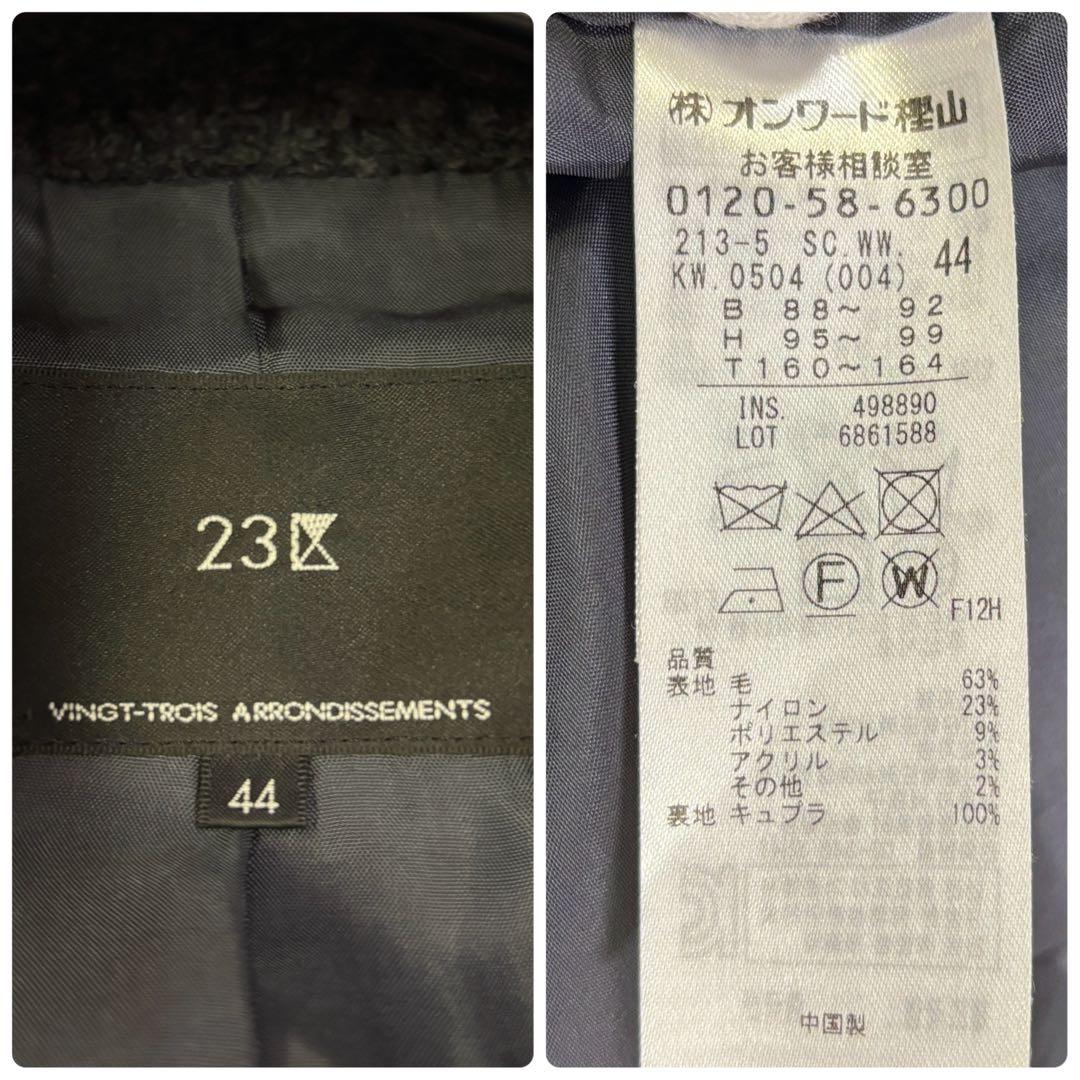 23区
VINGT-TROIS ARRONDISSEMENTS
44
(株)オンワード樫山
お客様相談室
0120-58-6300
213-5 SC.WW. 44
KW.0504 (004)
B 88～ 92
H 95～ 99
T160～164
INS. 498890
LOT 6861588
F
W
F12H
品質
表地 毛 63%
ナイロン 23%
ポリエステル 9%
アクリル 3%
その他 2%
裏地 キュプラ 100%
中国製